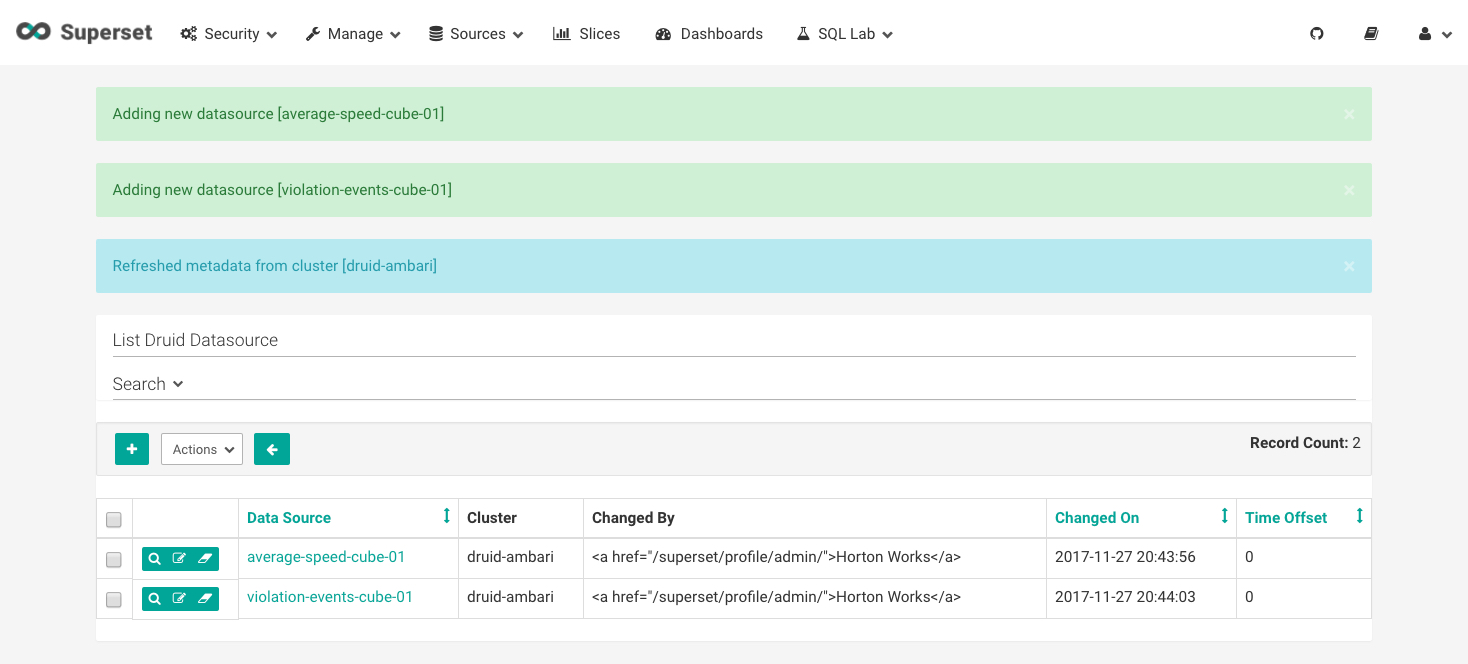 Superset Security Manage Sources Slices Dashboards SQL Lab
Adding new datasource [average-speed-cube-01] ×
Adding new datasource [violation-events-cube-01] ×
Refreshed metadata from cluster [druid-ambari] ×
List Druid Datasource
Search
Actions Record Count: 2
Data Source Cluster Changed By Changed On Time Offset
average-speed-cube-01 druid-ambari <a href="/superset/profile/admin/">Horton Works</a> 2017-11-27 20:43:56 0
violation-events-cube-01 druid-ambari <a href="/superset/profile/admin/">Horton Works</a> 2017-11-27 20:44:03 0